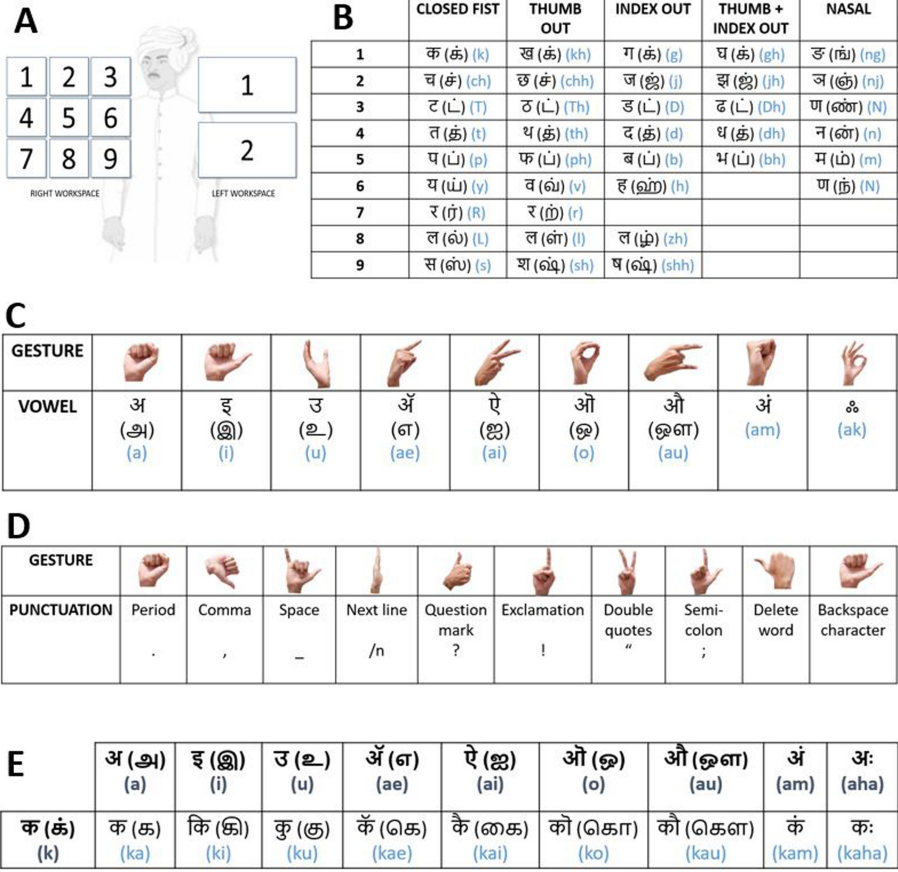 A
1 2 3
4 5 6
7 8 9
1
2
RIGHT WORKSPACE
LEFT WORKSPACE
B
CLOSED FIST THUMB OUT INDEX OUT THUMB + INDEX OUT NASAL
1 क (க்) (k) ख (க்) (kh) ग (க்) (g) घ (க்) (gh) ङ (ங்) (ng)
2 च (ச்) (ch) छ (ச்) (chh) ज (ஜ்) (j) झ (ஜ்) (jh) ञ (ஞ்) (nj)
3 ट (ட்) (T) ठ (ட்) (Th) ड (ட்) (D) ढ (ட்) (Dh) ण (ண்) (N)
4 त (த்) (t) थ (த்) (th) द (த்) (d) ध (த்) (dh) न (ன்) (n)
5 प (ப்) (p) फ (ப்) (ph) ब (ப்) (b) भ (ப்) (bh) म (ம்) (m)
6 य (ய்) (y) व (வ்) (v) ह (ஹ்) (h) ण (ந்) (N)
7 र (ர்) (R) र (ற்) (r)
8 ल (ல்) (L) ल (ள்) (l) ल (ழ்) (zh)
9 स (ஸ்) (s) श (ஷ்) (sh) ष (ஷ்) (shh)
C
GESTURE
VOWEL अ इ उ ॲ ऐ ऒ औ अं ஃ
(அ) (இ) (உ) (எ) (ஐ) (ஒ) (ஔ) (am) (ak)
(a) (i) (u) (ae) (ai) (o) (au)
D
GESTURE
PUNCTUATION Period Comma Space Next line Question mark Exclamation Double quotes Semi-colon Delete word Backspace character
. , _ /n ? ! “ ;
E
अ (அ) इ (இ) उ (உ) ॲ (எ) ऐ (ஐ) ऒ (ஒ) औ (ஔ) अं अः
(a) (i) (u) (ae) (ai) (o) (au) (am) (aha)
क (க்) क (க) कि (கி) कु (கு) कॅ (கெ) कै (கை) कॊ (கொ) कौ (கௌ) कं कः
(k) (ka) (ki) (ku) (kae) (kai) (ko) (kau) (kam) (kaha)